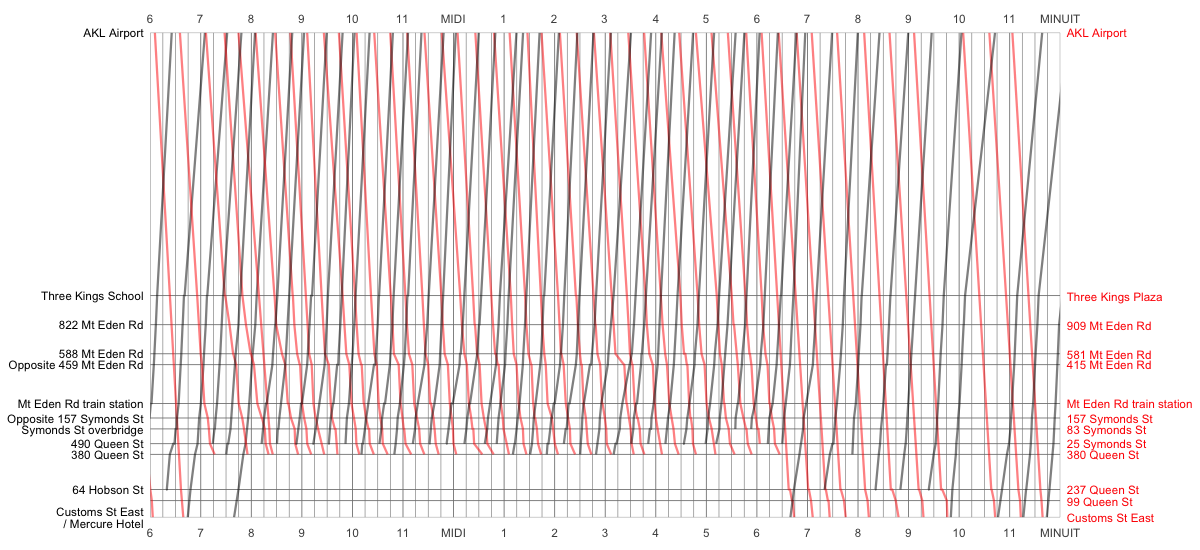 6 7 8 9 10 11 MIDI 1 2 3 4 5 6 7 8 9 10 11 MINUIT
AKL Airport AKL Airport
Three Kings School Three Kings Plaza
822 Mt Eden Rd 909 Mt Eden Rd
588 Mt Eden Rd 581 Mt Eden Rd
Opposite 459 Mt Eden Rd 415 Mt Eden Rd
Mt Eden Rd train station Mt Eden Rd train station
Opposite 157 Symonds St 157 Symonds St
Symonds St overbridge 83 Symonds St
490 Queen St 25 Symonds St
380 Queen St 380 Queen St
64 Hobson St 237 Queen St
99 Queen St
Customs St East Customs St East
/ Mercure Hotel
7 8 9 10 11 MIDI 1 2 3 4 5 6 7 8 9 10 11 MINUIT